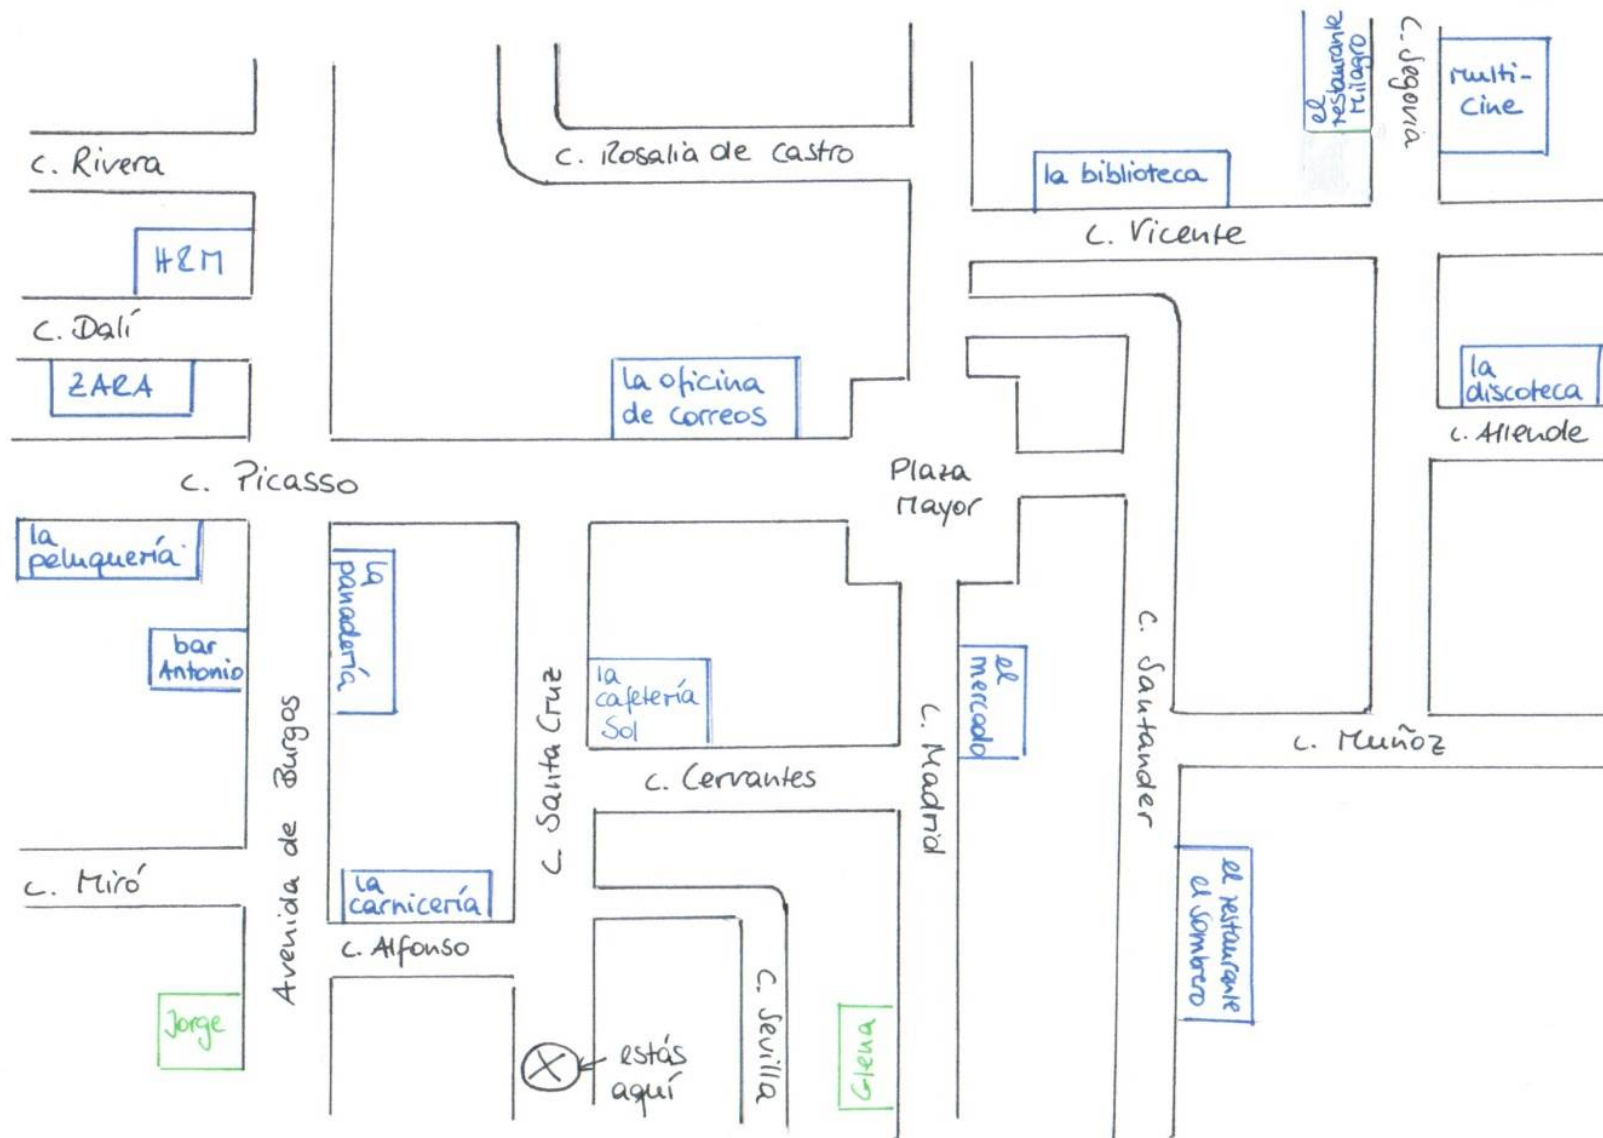 el
restaurante
Milagro
C. Segovia
Multi-
cine
C. Rivera
C. Rosalia de Castro
la biblioteca
C. Vicente
H&M
C. Dalí
ZARA
la oficina
de correos
la
discoteca
C. Allende
C. Picasso
Plaza
Mayor
la
peluquería
la
panadería
bar
Antonio
la
cafetería
Sol
el
mercado
C. Santander
C. Santa Cruz
Avenida de Burgos
C. Madrid
C. Muñoz
C. Cervantes
C. Miró
la
carnicería
C. Alfonso
el restaurante
el Sombrero
Jorge
estás
aquí
C. Sevilla
Elena